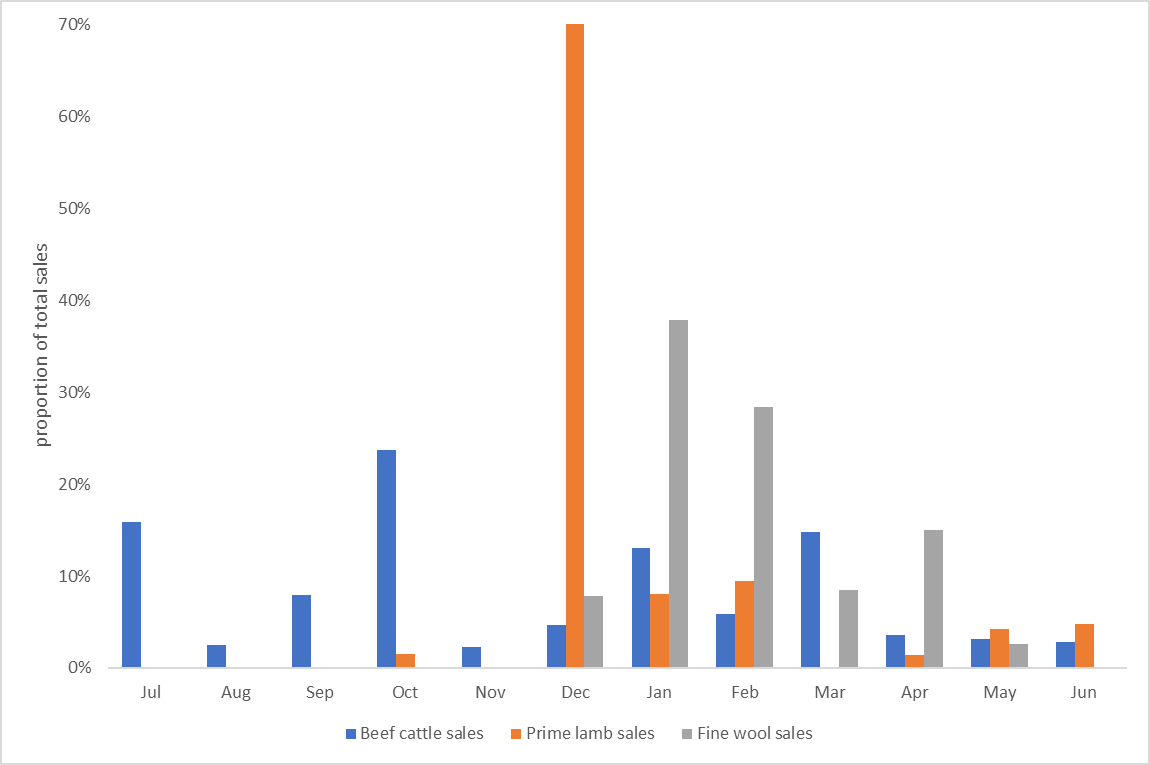 70%
60%
50%
40%
30%
20%
10%
0%
proportion of total sales
Jul Aug Sep Oct Nov Dec Jan Feb Mar Apr May Jun
Beef cattle sales Prime lamb sales Fine wool sales